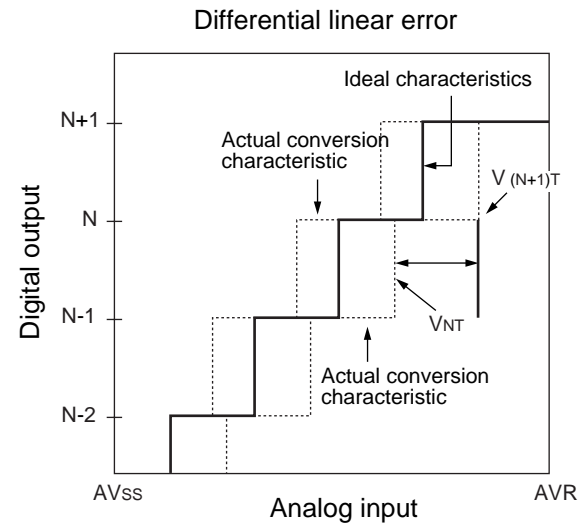 Differential linear error
Ideal characteristics
N+1
Actual conversion
characteristic
V (N+1)T
N
Digital output
N-1
VNT
Actual conversion
characteristic
N-2
AVSS
AVR
Analog input